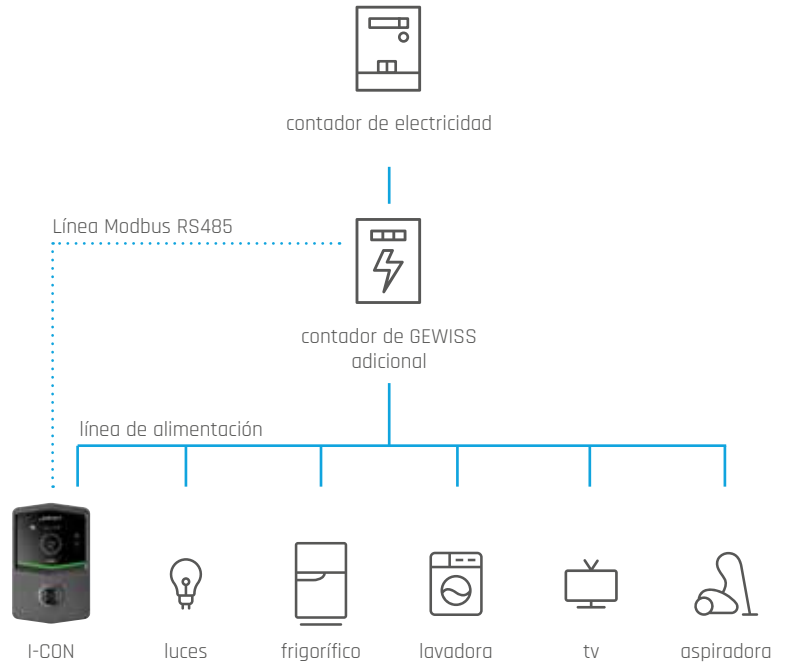 contador de electricidad
Línea Modbus RS485
contador de GEWISS
adicional
línea de alimentación
I-CON
luces
frigorífico
lavadora
tv
aspiradora